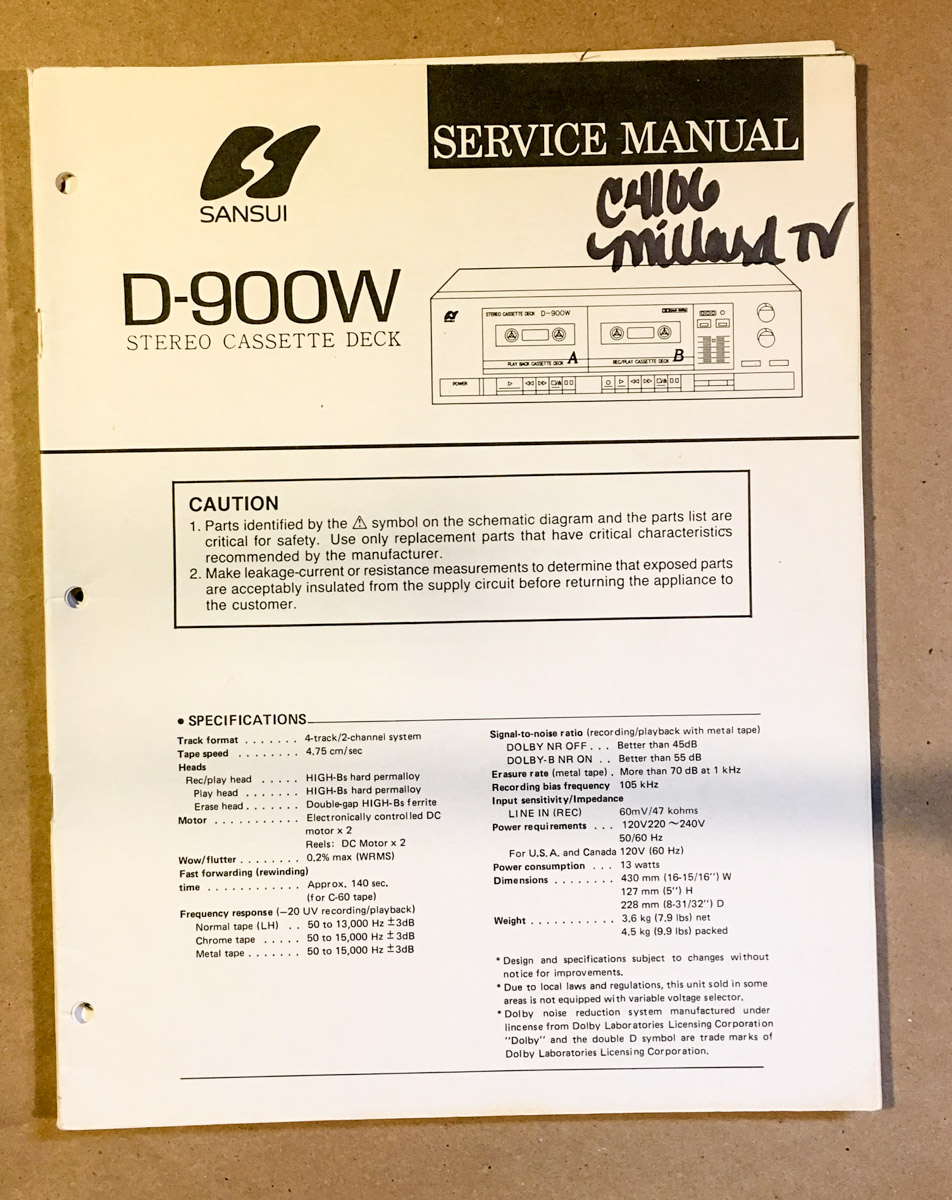 SERVICE MANUAL
SANSUI
C4106
Millard TV
D-900W
STEREO CASSETTE DECK
STEREO CASSETTE DECK D-900W
PLAY BACK CASSETTE DECK A
REC/PLAY CASSETTE DECK B
POWER
CAUTION
1. Parts identified by the ⚠ symbol on the schematic diagram and the parts list are
critical for safety. Use only replacement parts that have critical characteristics
recommended by the manufacturer.
2. Make leakage-current or resistance measurements to determine that exposed parts
are acceptably insulated from the supply circuit before returning the appliance to
the customer.
• SPECIFICATIONS
Track format . . . . . . . 4-track/2-channel system
Tape speed . . . . . . . . 4.75 cm/sec
Heads
Rec/play head . . . . . HIGH-Bs hard permalloy
Play head . . . . . . . HIGH-Bs hard permalloy
Erase head . . . . . . . Double-gap HIGH-Bs ferrite
Motor . . . . . . . . . . . Electronically controlled DC
motor x 2
Reels: DC Motor x 2
Wow/flutter . . . . . . . . 0.2% max (WRMS)
Fast forwarding (rewinding)
time . . . . . . . . . . . . Approx. 140 sec.
(for C-60 tape)
Frequency response (−20 UV recording/playback)
Normal tape (LH) . . 50 to 13,000 Hz ±3dB
Chrome tape . . . . . 50 to 15,000 Hz ±3dB
Metal tape . . . . . . . 50 to 15,000 Hz ±3dB
Signal-to-noise ratio (recording/playback with metal tape)
DOLBY NR OFF . . . Better than 45dB
DOLBY-B NR ON . . Better than 55 dB
Erasure rate (metal tape) . More than 70 dB at 1 kHz
Recording bias frequency 105 kHz
Input sensitivity/Impedance
LINE IN (REC) 60mV/47 kohms
Power requirements . . . 120V220 ～240V
50/60 Hz
For U.S.A. and Canada 120V (60 Hz)
Power consumption . . . 13 watts
Dimensions . . . . . . . . 430 mm (16-15/16") W
127 mm (5") H
228 mm (8-31/32") D
Weight . . . . . . . . . . . 3.6 kg (7.9 lbs) net
4.5 kg (9.9 lbs) packed
* Design and specifications subject to changes without
notice for improvements.
* Due to local laws and regulations, this unit sold in some
areas is not equipped with variable voltage selector.
* Dolby noise reduction system manufactured under
lincense from Dolby Laboratories Licensing Corporation
"Dolby" and the double D symbol are trade marks of
Dolby Laboratories Licensing Corporation.